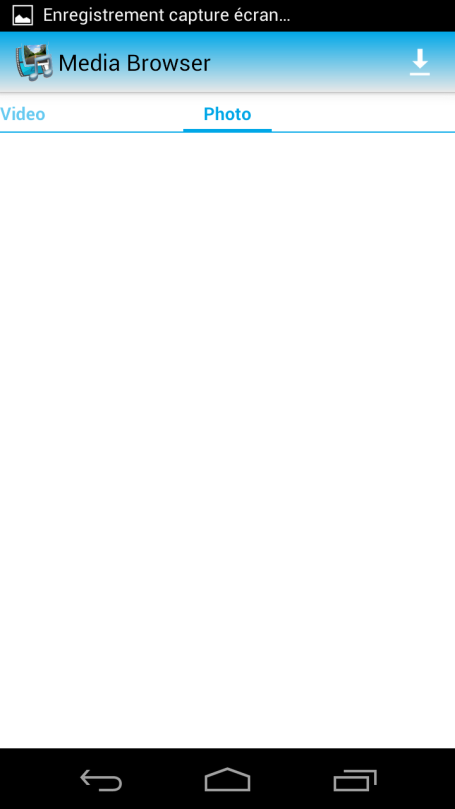 Enregistrement capture écran...
Media Browser
Video
Photo